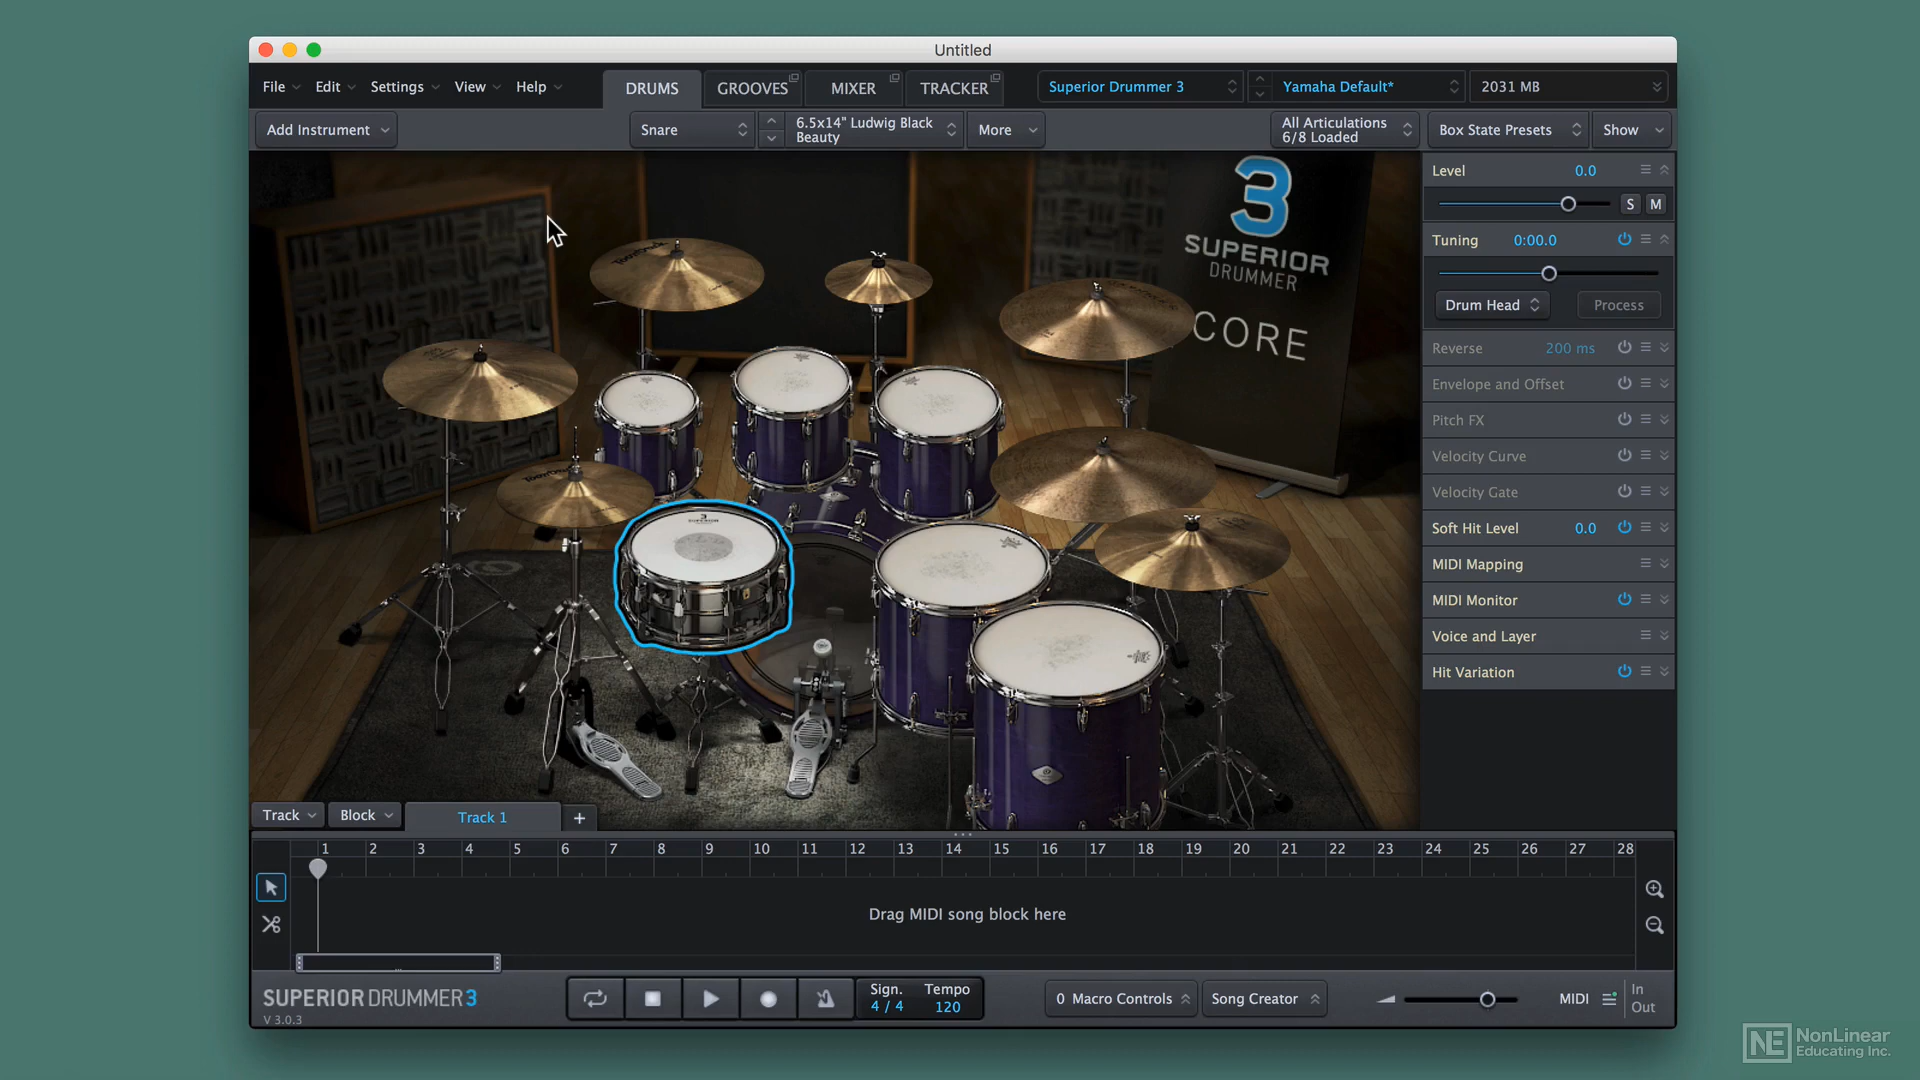 Untitled
File Edit Settings View Help
DRUMS GROOVES MIXER TRACKER
Superior Drummer 3 Yamaha Default* 2031 MB
Add Instrument Snare 6.5x14" Ludwig Black
Beauty
More All Articulations
6/8 Loaded
Box State Presets Show
Level 0.0
S M
Tuning 0:00.0
Drum Head Process
Reverse 200 ms
Envelope and Offset
Pitch FX
Velocity Curve
Velocity Gate
Soft Hit Level 0.0
MIDI Mapping
MIDI Monitor
Voice and Layer
Hit Variation
3
SUPERIOR
DRUMMER
CORE
3
SUPERIOR
Track Block Track 1 +
1 2 3 4 5 6 7 8 9 10 11 12 13 14 15 16 17 18 19 20 21 22 23 24 25 26 27 28
Drag MIDI song block here
SUPERIOR DRUMMER 3
V 3.0.3
Sign. Tempo
4 / 4 120
0 Macro Controls Song Creator
MIDI In
Out
NE NonLinear
Educating Inc.